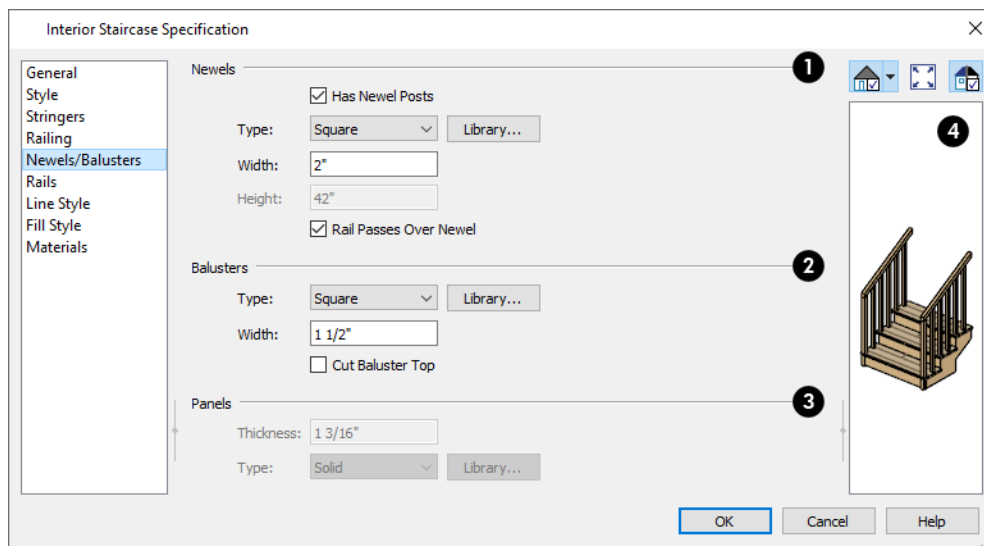 Interior Staircase Specification
General
Style
Stringers
Railing
Newels/Balusters
Rails
Line Style
Fill Style
Materials
Newels
1
Has Newel Posts
Type: Square Library...
Width: 2"
Height: 42"
Rail Passes Over Newel
Balusters
2
Type: Square Library...
Width: 1 1/2"
Cut Baluster Top
Panels
3
Thickness: 1 3/16"
Type: Solid Library...
4
OK Cancel Help